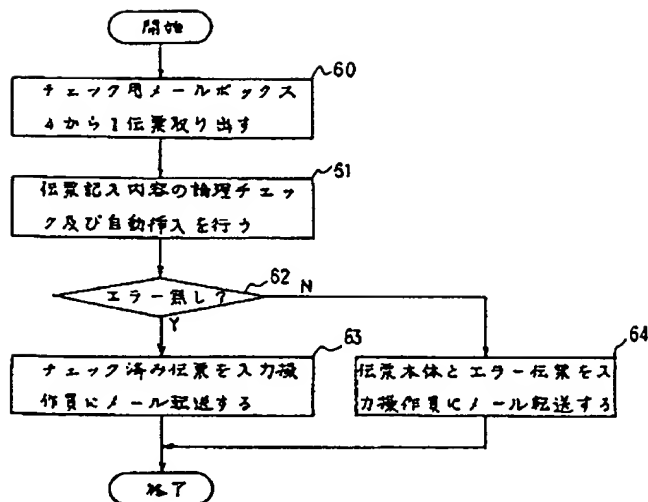 開始
60
チェック用メールボックス
4から1伝票取り出す
61
伝票記入内容の論理チェッ
ク及び自動挿入を行う
62
エラー無し?
N
Y
63
チェック済み伝票を入力操
作員にメール転送する
64
伝票本体とエラー伝票を入
力操作員にメール転送する
終了